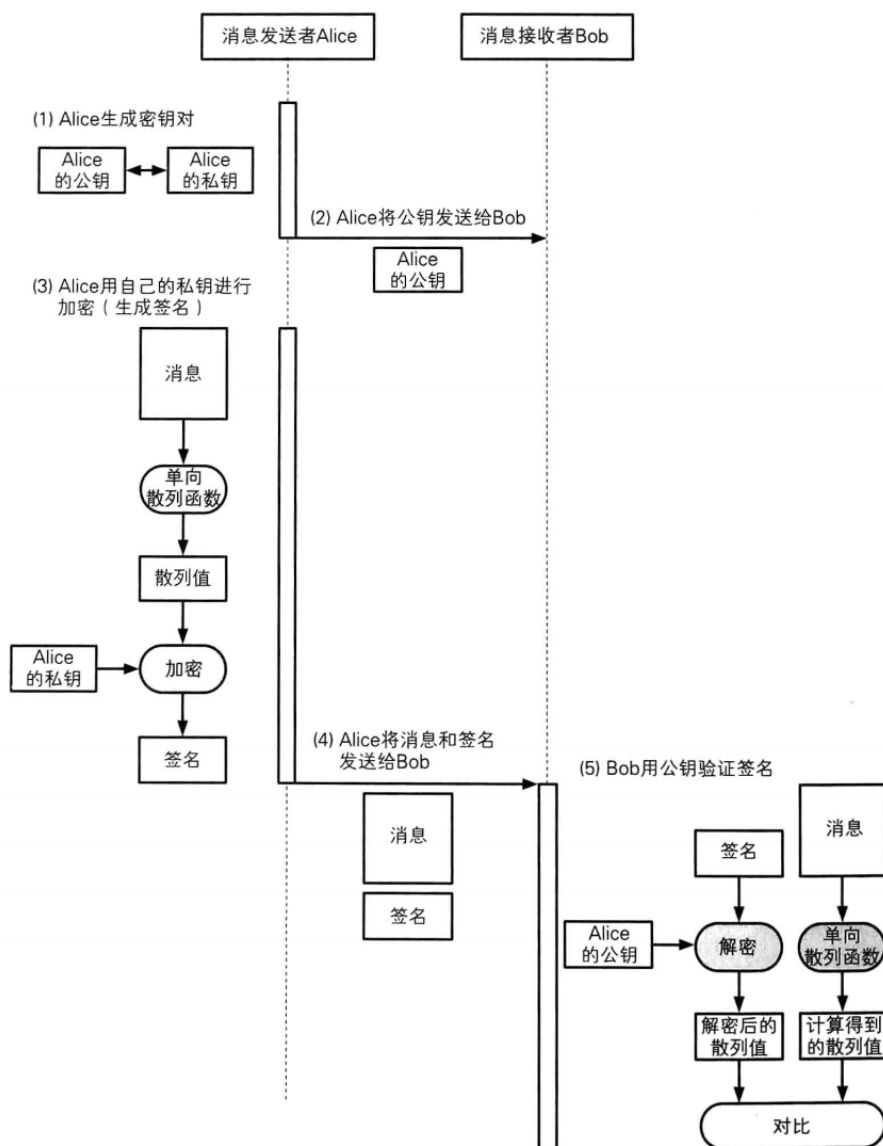 消息发送者Alice
消息接收者Bob
(1) Alice生成密钥对
Alice
的公钥
Alice
的私钥
(2) Alice将公钥发送给Bob
Alice
的公钥
(3) Alice用自己的私钥进行
加密（生成签名）
消息
单向
散列函数
散列值
Alice
的私钥
加密
签名
(4) Alice将消息和签名
发送给Bob
消息
签名
(5) Bob用公钥验证签名
签名
消息
Alice
的公钥
解密
单向
散列函数
解密后的
散列值
计算得到
的散列值
对比